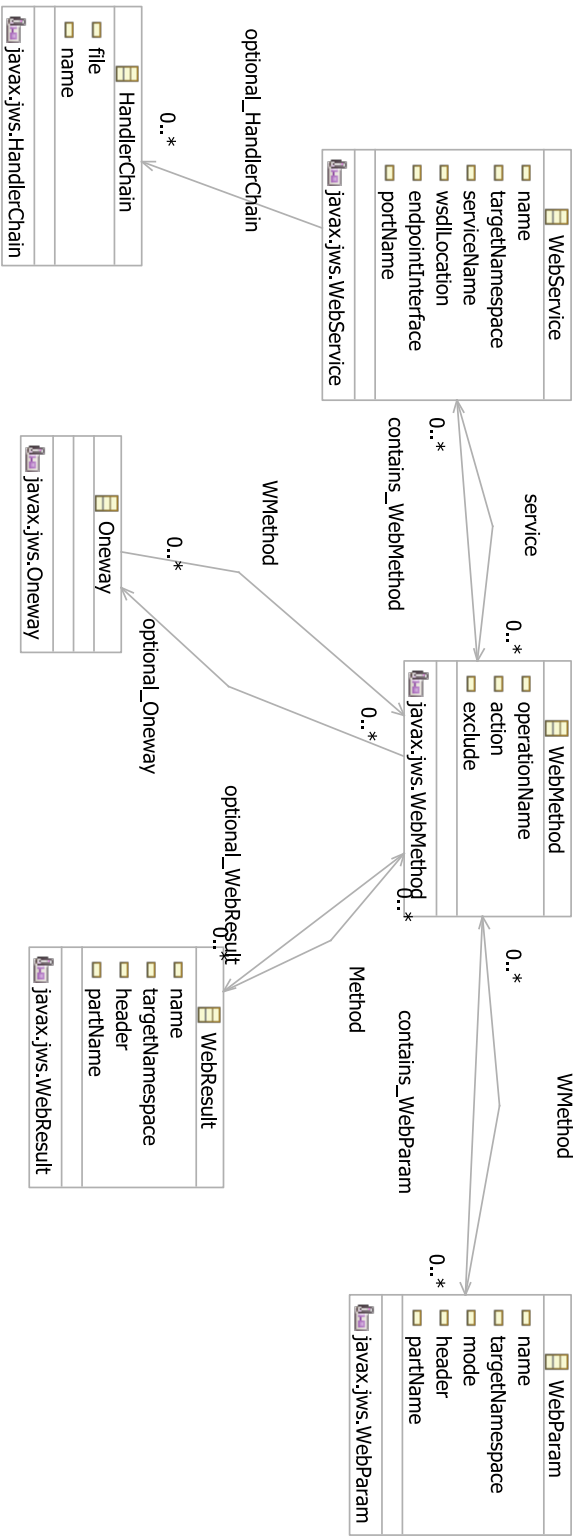 WebService
name
targetNamespace
serviceName
wsdlLocation
endpointInterface
portName
javax.jws.WebService
service
0..*
contains_WebMethod
0..*
WebMethod
operationName
action
exclude
javax.jws.WebMethod
WMethod
0..*
contains_WebParam
0..*
WebParam
name
targetNamespace
mode
header
partName
javax.jws.WebParam
optional_HandlerChain
0..*
HandlerChain
file
name
javax.jws.HandlerChain
WMethod
0..*
optional_Oneway
0..*
Oneway
javax.jws.Oneway
Method
0..*
optional_WebResult
0..*
WebResult
name
targetNamespace
header
partName
javax.jws.WebResult